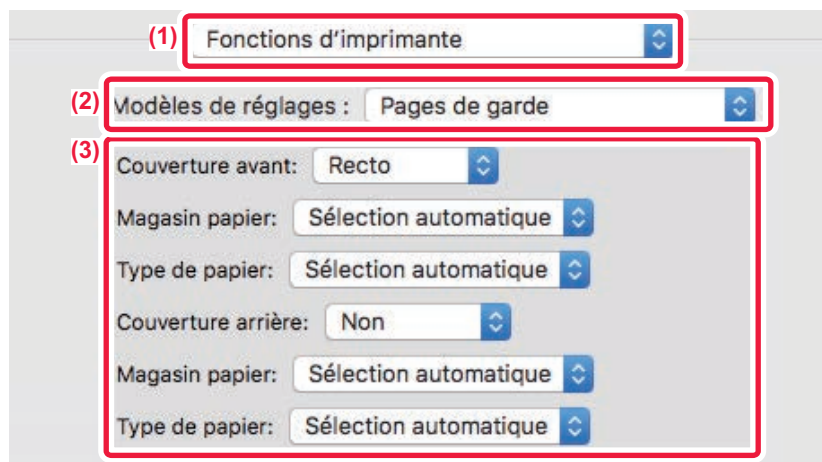 (1) Fonctions d'imprimante
(2) Modèles de réglages : Pages de garde
(3)
Couverture avant: Recto
Magasin papier: Sélection automatique
Type de papier: Sélection automatique
Couverture arrière: Non
Magasin papier: Sélection automatique
Type de papier: Sélection automatique